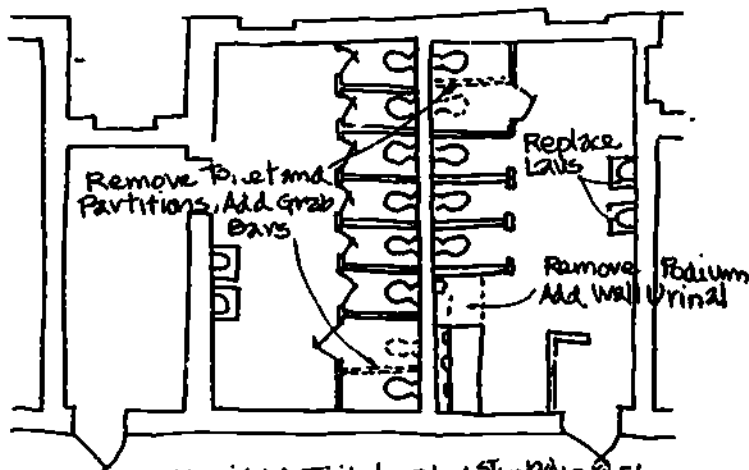 Remove Toilet and
Partitions, Add Grab
Bars
Replace
Lavs
Remove Podium
Add Wall Urinal